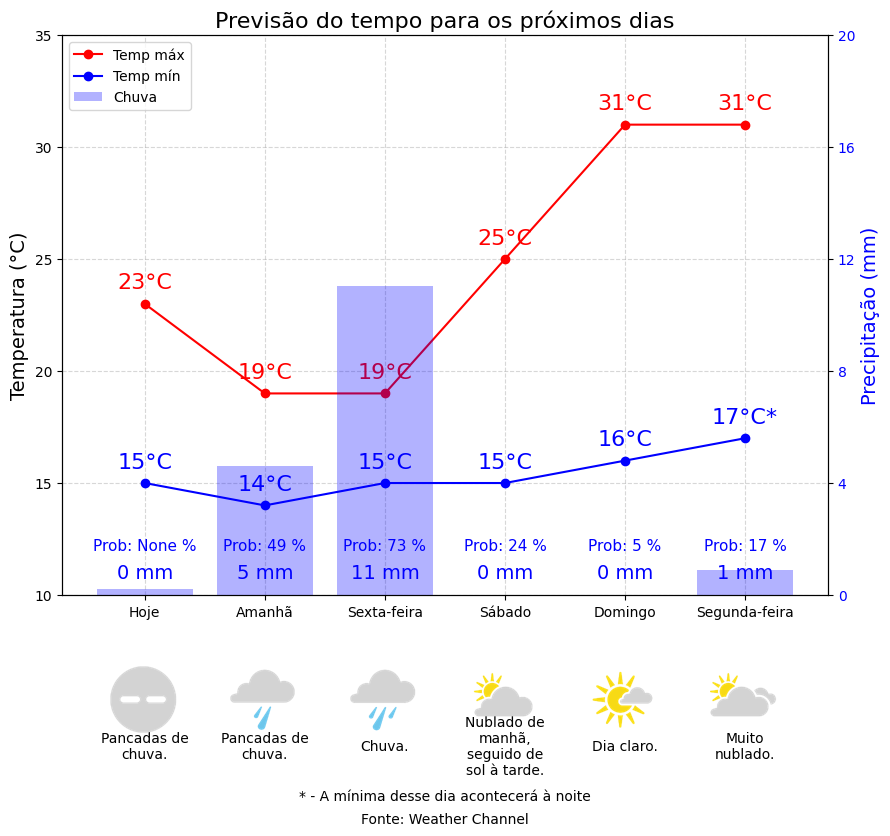 Previsão do tempo para os próximos dias
Temp máx
Temp mín
Chuva
Temperatura (°C)
Precipitação (mm)
35
30
25
20
15
10
20
16
12
8
4
0
23°C
19°C
19°C
25°C
31°C
31°C
15°C
14°C
15°C
15°C
16°C
17°C*
Prob: None %
Prob: 49 %
Prob: 73 %
Prob: 24 %
Prob: 5 %
Prob: 17 %
0 mm
5 mm
11 mm
0 mm
0 mm
1 mm
Hoje
Amanhã
Sexta-feira
Sábado
Domingo
Segunda-feira
Pancadas de
chuva.
Pancadas de
chuva.
Chuva.
Nublado de
manhã,
seguido de
sol à tarde.
Dia claro.
Muito
nublado.
* - A mínima desse dia acontecerá à noite
Fonte: Weather Channel